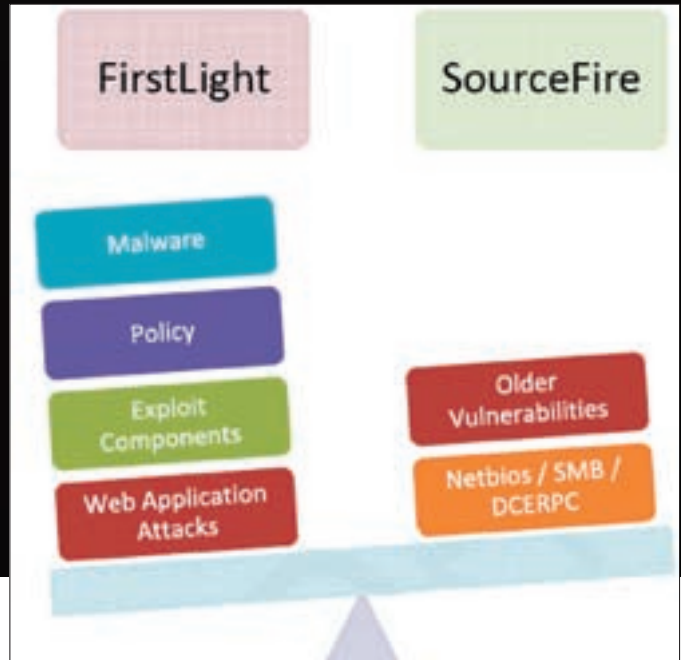 FirstLight
SourceFire
Malware
Policy
Exploit
Components
Web Application
Attacks
Older
Vulnerabilities
Netbios / SMB /
DCERPC